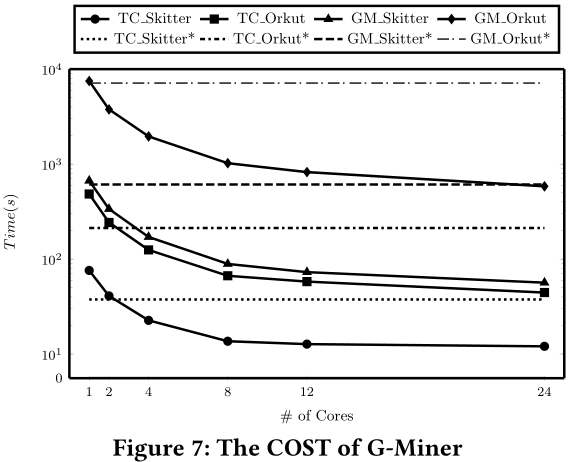 TC_Skitter TC_Orkut GM_Skitter GM_Orkut
TC_Skitter* TC_Orkut* GM_Skitter* GM_Orkut*
10^4
10^3
10^2
10^1
0
Time(s)
1 2 4 8 12 24
# of Cores
Figure 7: The COST of G-Miner